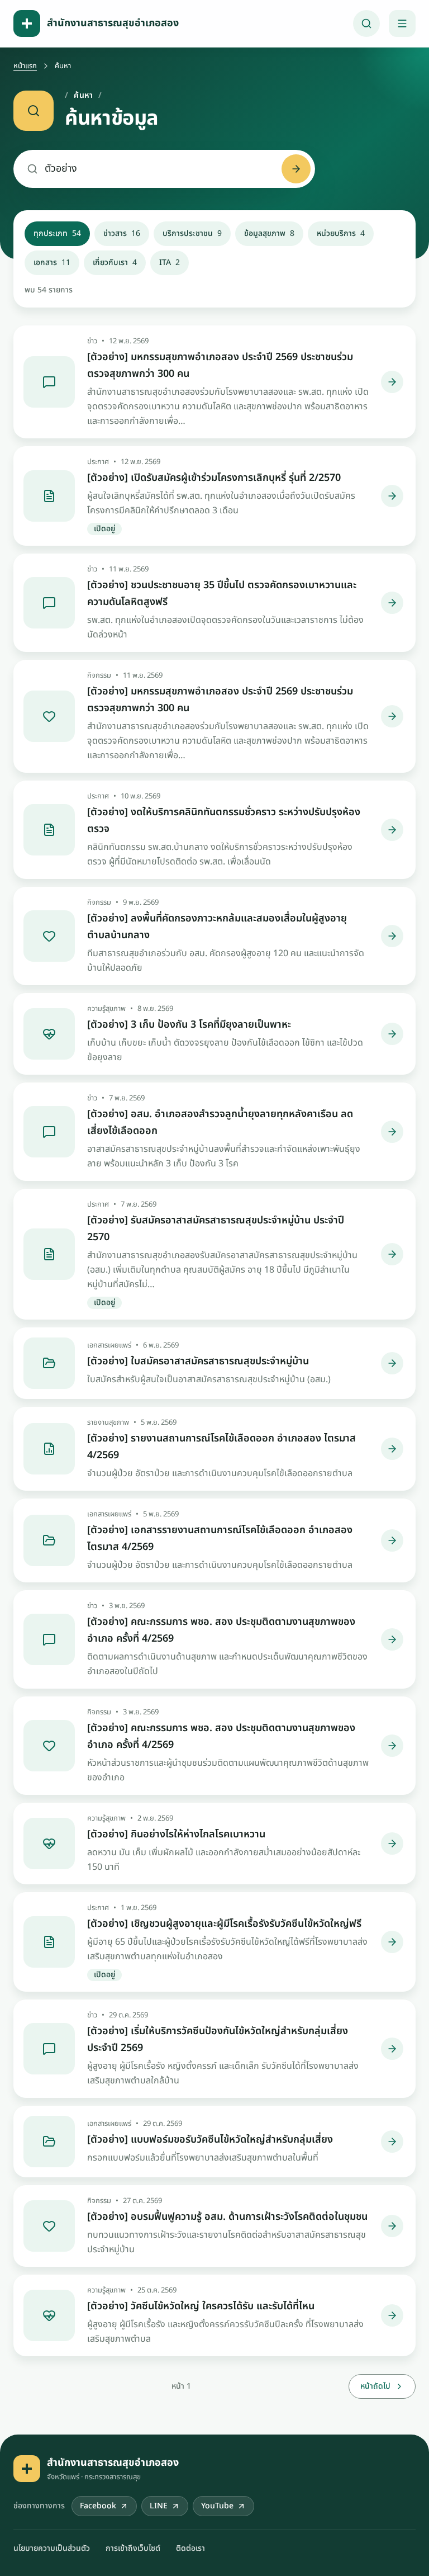 สำนักงานสาธารณสุขอำเภอสอง
หน้าแรก > ค้นหา
/ ค้นหา /
ค้นหาข้อมูล
ตัวอย่าง
ทุกประเภท 54 ข่าวสาร 16 บริการประชาชน 9 ข้อมูลสุขภาพ 8 หน่วยบริการ 4
เอกสาร 11 เกี่ยวกับเรา 4 ITA 2
พบ 54 รายการ
ข่าว • 12 พ.ย. 2569
[ตัวอย่าง] มหกรรมสุขภาพอำเภอสอง ประจำปี 2569 ประชาชนร่วม
ตรวจสุขภาพกว่า 300 คน
สำนักงานสาธารณสุขอำเภอสองร่วมกับโรงพยาบาลสองและ รพ.สต. ทุกแห่ง เปิด
จุดตรวจคัดกรองเบาหวาน ความดันโลหิต และสุขภาพช่องปาก พร้อมสาธิตอาหาร
และการออกกำลังกายเพื่อ...
ประกาศ • 12 พ.ย. 2569
[ตัวอย่าง] เปิดรับสมัครผู้เข้าร่วมโครงการเลิกบุหรี่ รุ่นที่ 2/2570
ผู้สนใจเลิกบุหรี่สมัครได้ที่ รพ.สต. ทุกแห่งในอำเภอสองเมื่อถึงวันเปิดรับสมัคร
โครงการมีคลินิกให้คำปรึกษาตลอด 3 เดือน
เปิดอยู่
ข่าว • 11 พ.ย. 2569
[ตัวอย่าง] ชวนประชาชนอายุ 35 ปีขึ้นไป ตรวจคัดกรองเบาหวานและ
ความดันโลหิตสูงฟรี
รพ.สต. ทุกแห่งในอำเภอสองเปิดจุดตรวจคัดกรองในวันและเวลาราชการ ไม่ต้อง
นัดล่วงหน้า
กิจกรรม • 11 พ.ย. 2569
[ตัวอย่าง] มหกรรมสุขภาพอำเภอสอง ประจำปี 2569 ประชาชนร่วม
ตรวจสุขภาพกว่า 300 คน
สำนักงานสาธารณสุขอำเภอสองร่วมกับโรงพยาบาลสองและ รพ.สต. ทุกแห่ง เปิด
จุดตรวจคัดกรองเบาหวาน ความดันโลหิต และสุขภาพช่องปาก พร้อมสาธิตอาหาร
และการออกกำลังกายเพื่อ...
ประกาศ • 10 พ.ย. 2569
[ตัวอย่าง] งดให้บริการคลินิกทันตกรรมชั่วคราว ระหว่างปรับปรุงห้อง
ตรวจ
คลินิกทันตกรรม รพ.สต.บ้านกลาง งดให้บริการชั่วคราวระหว่างปรับปรุงห้อง
ตรวจ ผู้ที่มีนัดหมายโปรดติดต่อ รพ.สต. เพื่อเลื่อนนัด
กิจกรรม • 9 พ.ย. 2569
[ตัวอย่าง] ลงพื้นที่คัดกรองภาวะหกล้มและสมองเสื่อมในผู้สูงอายุ
ตำบลบ้านกลาง
ทีมสาธารณสุขอำเภอร่วมกับ อสม. คัดกรองผู้สูงอายุ 120 คน และแนะนำการจัด
บ้านให้ปลอดภัย
ความรู้สุขภาพ • 8 พ.ย. 2569
[ตัวอย่าง] 3 เก็บ ป้องกัน 3 โรคที่มียุงลายเป็นพาหะ
เก็บบ้าน เก็บขยะ เก็บน้ำ ตัดวงจรยุงลาย ป้องกันไข้เลือดออก ไข้ซิกา และไข้ปวด
ข้อยุงลาย
ข่าว • 7 พ.ย. 2569
[ตัวอย่าง] อสม. อำเภอสองสำรวจลูกน้ำยุงลายทุกหลังคาเรือน ลด
เสี่ยงไข้เลือดออก
อาสาสมัครสาธารณสุขประจำหมู่บ้านลงพื้นที่สำรวจและกำจัดแหล่งเพาะพันธุ์ยุง
ลาย พร้อมแนะนำหลัก 3 เก็บ ป้องกัน 3 โรค
ประกาศ • 7 พ.ย. 2569
[ตัวอย่าง] รับสมัครอาสาสมัครสาธารณสุขประจำหมู่บ้าน ประจำปี
2570
สำนักงานสาธารณสุขอำเภอสองรับสมัครอาสาสมัครสาธารณสุขประจำหมู่บ้าน
(อสม.) เพิ่มเติมในทุกตำบล คุณสมบัติผู้สมัคร อายุ 18 ปีขึ้นไป มีภูมิลำเนาใน
หมู่บ้านที่สมัครไม่...
เปิดอยู่
เอกสารเผยแพร่ • 6 พ.ย. 2569
[ตัวอย่าง] ใบสมัครอาสาสมัครสาธารณสุขประจำหมู่บ้าน
ใบสมัครสำหรับผู้สนใจเป็นอาสาสมัครสาธารณสุขประจำหมู่บ้าน (อสม.)
รายงานสุขภาพ • 5 พ.ย. 2569
[ตัวอย่าง] รายงานสถานการณ์โรคไข้เลือดออก อำเภอสอง ไตรมาส
4/2569
จำนวนผู้ป่วย อัตราป่วย และการดำเนินงานควบคุมโรคไข้เลือดออกรายตำบล
เอกสารเผยแพร่ • 5 พ.ย. 2569
[ตัวอย่าง] เอกสารรายงานสถานการณ์โรคไข้เลือดออก อำเภอสอง
ไตรมาส 4/2569
จำนวนผู้ป่วย อัตราป่วย และการดำเนินงานควบคุมโรคไข้เลือดออกรายตำบล
ข่าว • 3 พ.ย. 2569
[ตัวอย่าง] คณะกรรมการ พชอ. สอง ประชุมติดตามงานสุขภาพของ
อำเภอ ครั้งที่ 4/2569
ติดตามผลการดำเนินงานด้านสุขภาพ และกำหนดประเด็นพัฒนาคุณภาพชีวิตของ
อำเภอสองในปีถัดไป
กิจกรรม • 3 พ.ย. 2569
[ตัวอย่าง] คณะกรรมการ พชอ. สอง ประชุมติดตามงานสุขภาพของ
อำเภอ ครั้งที่ 4/2569
หัวหน้าส่วนราชการและผู้นำชุมชนร่วมติดตามแผนพัฒนาคุณภาพชีวิตด้านสุขภาพ
ของอำเภอ
ความรู้สุขภาพ • 2 พ.ย. 2569
[ตัวอย่าง] กินอย่างไรให้ห่างไกลโรคเบาหวาน
ลดหวาน มัน เค็ม เพิ่มผักผลไม้ และออกกำลังกายสม่ำเสมออย่างน้อยสัปดาห์ละ
150 นาที
ประกาศ • 1 พ.ย. 2569
[ตัวอย่าง] เชิญชวนผู้สูงอายุและผู้มีโรคเรื้อรังรับวัคซีนไข้หวัดใหญ่ฟรี
ผู้มีอายุ 65 ปีขึ้นไปและผู้ป่วยโรคเรื้อรังรับวัคซีนไข้หวัดใหญ่ได้ฟรีที่โรงพยาบาลส่ง
เสริมสุขภาพตำบลทุกแห่งในอำเภอสอง
เปิดอยู่
ข่าว • 29 ต.ค. 2569
[ตัวอย่าง] เริ่มให้บริการวัคซีนป้องกันไข้หวัดใหญ่สำหรับกลุ่มเสี่ยง
ประจำปี 2569
ผู้สูงอายุ ผู้มีโรคเรื้อรัง หญิงตั้งครรภ์ และเด็กเล็ก รับวัคซีนได้ที่โรงพยาบาลส่ง
เสริมสุขภาพตำบลใกล้บ้าน
เอกสารเผยแพร่ • 29 ต.ค. 2569
[ตัวอย่าง] แบบฟอร์มขอรับวัคซีนไข้หวัดใหญ่สำหรับกลุ่มเสี่ยง
กรอกแบบฟอร์มแล้วยื่นที่โรงพยาบาลส่งเสริมสุขภาพตำบลในพื้นที่
กิจกรรม • 27 ต.ค. 2569
[ตัวอย่าง] อบรมฟื้นฟูความรู้ อสม. ด้านการเฝ้าระวังโรคติดต่อในชุมชน
ทบทวนแนวทางการเฝ้าระวังและรายงานโรคติดต่อสำหรับอาสาสมัครสาธารณสุข
ประจำหมู่บ้าน
ความรู้สุขภาพ • 25 ต.ค. 2569
[ตัวอย่าง] วัคซีนไข้หวัดใหญ่ ใครควรได้รับ และรับได้ที่ไหน
ผู้สูงอายุ ผู้มีโรคเรื้อรัง และหญิงตั้งครรภ์ควรรับวัคซีนปีละครั้ง ที่โรงพยาบาลส่ง
เสริมสุขภาพตำบล
หน้า 1
หน้าถัดไป
สำนักงานสาธารณสุขอำเภอสอง
จังหวัดแพร่ · กระทรวงสาธารณสุข
ช่องทางทางการ Facebook LINE YouTube
นโยบายความเป็นส่วนตัว การเข้าถึงเว็บไซต์ ติดต่อเรา